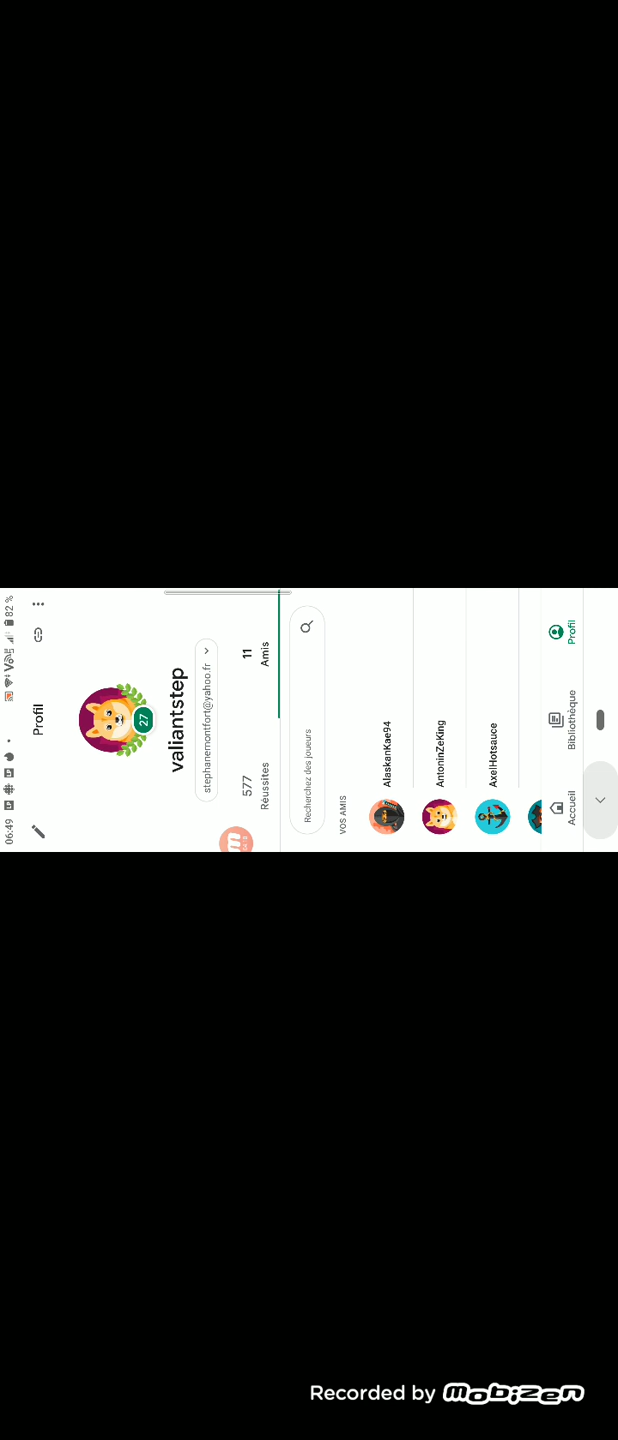 06:49
82 %
Profil
27
valiantstep
stephanemontfort@yahoo.fr
577
Réussites
11
Amis
Recherchez des joueurs
VOS AMIS
AlaskanKae94
AntoninZeKing
AxelHotsauce
Accueil
Bibliothèque
Profil
Recorded by mobizen